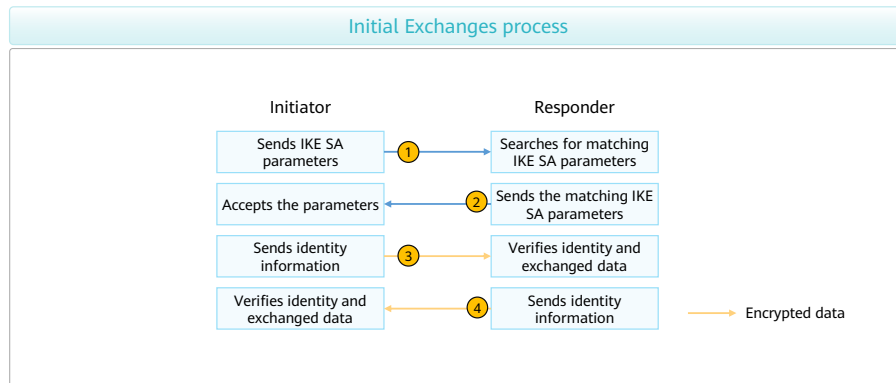 Initial Exchanges process
Initiator
Responder
Sends IKE SA
parameters
1
Searches for matching
IKE SA parameters
Accepts the parameters
2
Sends the matching IKE
SA parameters
Sends identity
information
3
Verifies identity and
exchanged data
Verifies identity and
exchanged data
4
Sends identity
information
Encrypted data